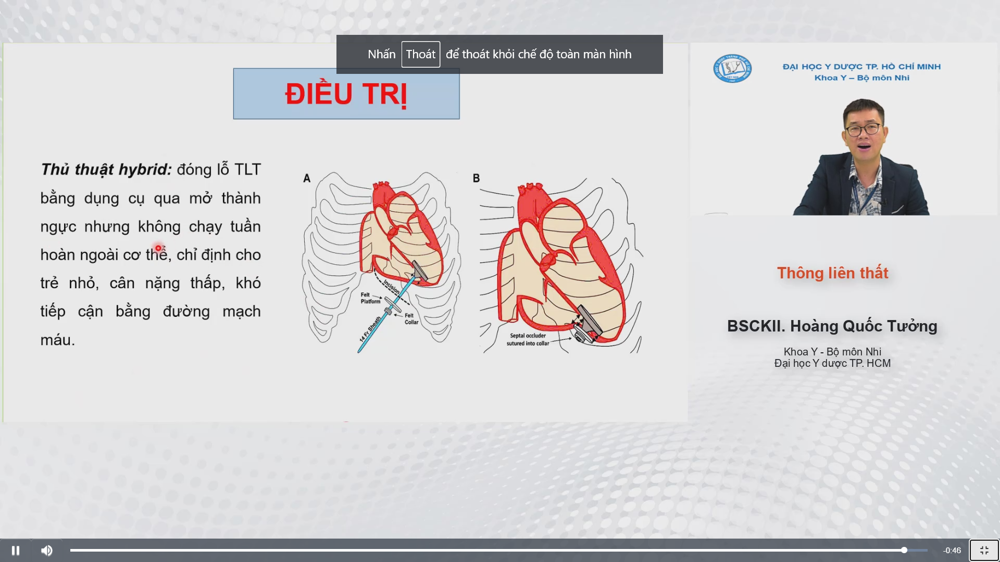 Nhấn Thoát để thoát khỏi chế độ toàn màn hình
ĐIỀU TRỊ
Thủ thuật hybrid: đóng lỗ TLT
bằng dụng cụ qua mở thành
ngực nhưng không chạy tuần
hoàn ngoài cơ thể, chỉ định cho
trẻ nhỏ, cân nặng thấp, khó
tiếp cận bằng đường mạch
máu.
A
Incision
Felt
Platform
Felt
Collar
14 Fr Sheath
B
Septal occluder
sutured into collar
ĐẠI HỌC Y DƯỢC TP. HỒ CHÍ MINH
Khoa Y – Bộ môn Nhi
Thông liên thất
BSCKII. Hoàng Quốc Tưởng
Khoa Y - Bộ môn Nhi
Đại học Y dược TP. HCM
-0:46